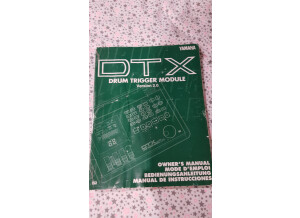 YAMAHA
DTX
DRUM TRIGGER MODULE
Version 2.0
OWNER'S MANUAL
MODE D'EMPLOI
BEDIENUNGSANLEITUNG
MANUAL DE INSTRUCCIONES